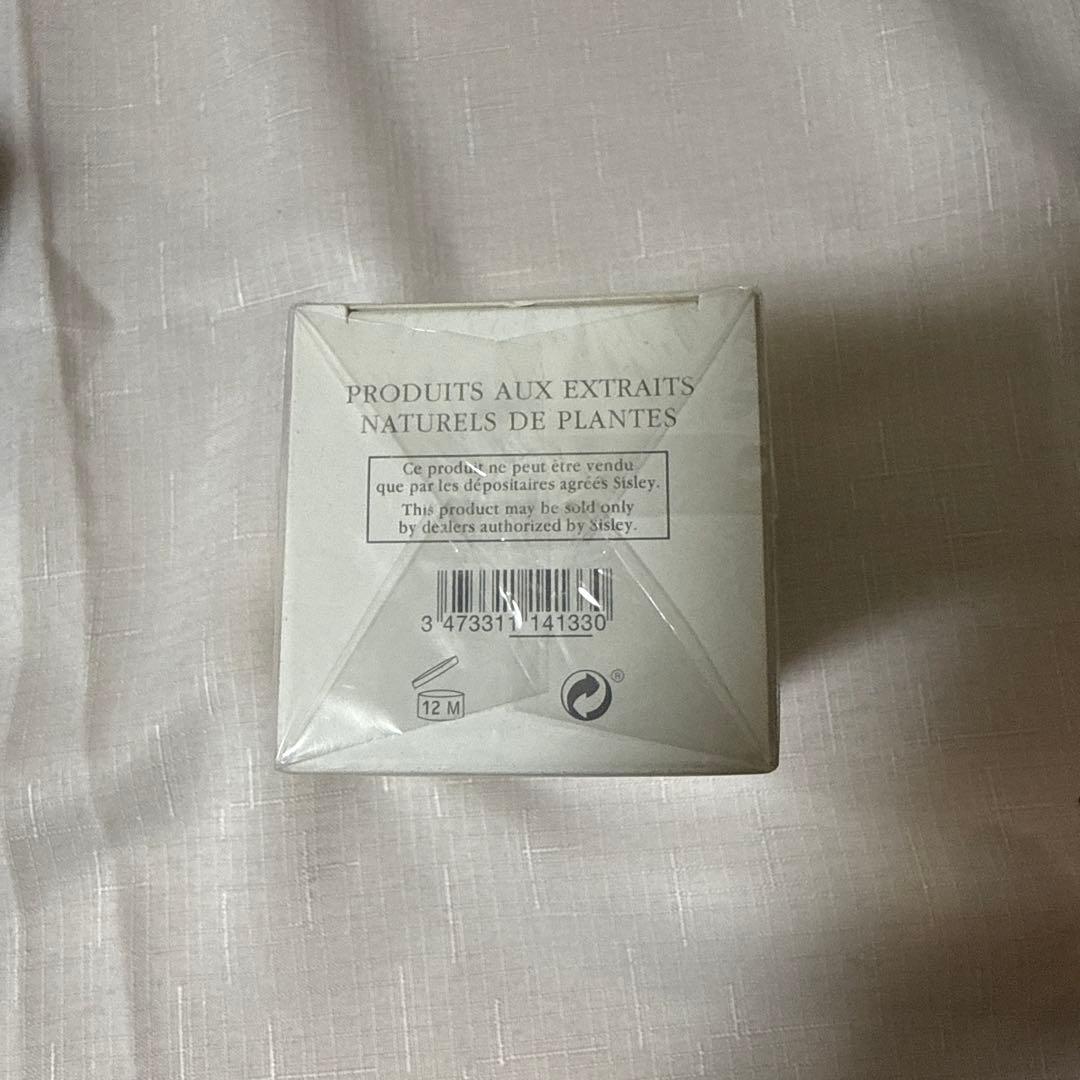 PRODUITS AUX EXTRAITS
NATURELS DE PLANTES
Ce produit ne peut être vendu
que par les dépositaires agréés Sisley.
This product may be sold only
by dealers authorized by Sisley.
3 473311 141330
12 M
®